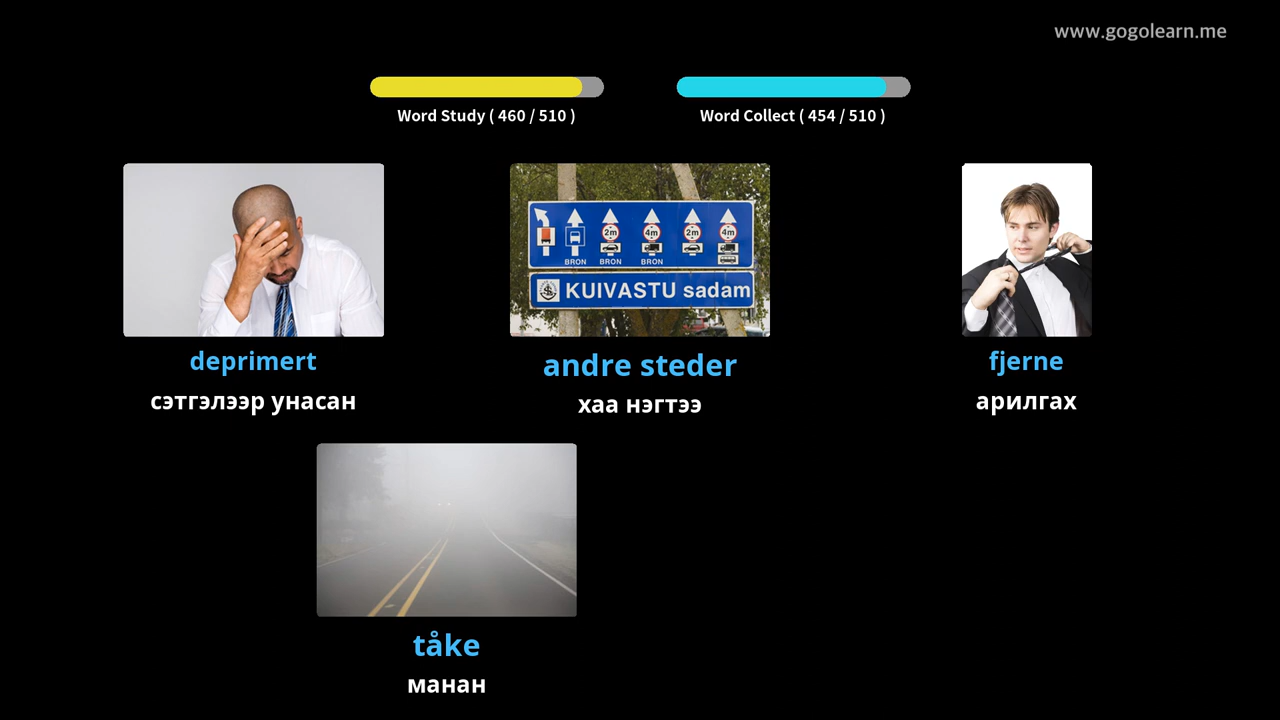 www.gogolearn.me
Word Study ( 460 / 510 )
Word Collect ( 454 / 510 )
2m
4m
2m
4m
BRON
BRON
BRON
KUIVASTU sadam
deprimert
andre steder
fjerne
сэтгэлээр унасан
хаа нэгтээ
арилгах
tåke
манан